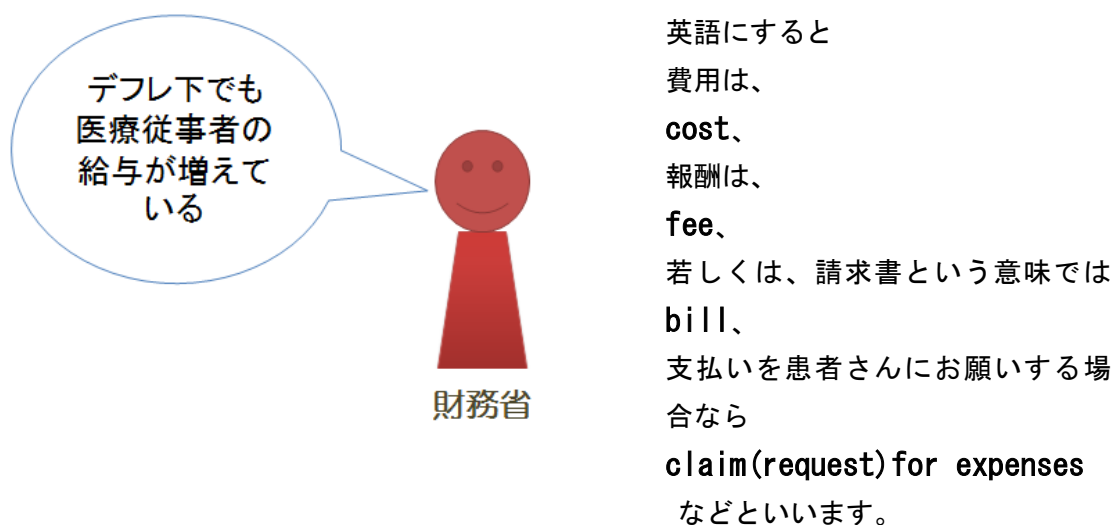 デフレ下でも
医療従事者の
給与が増えて
いる
財務省
英語にすると
費用は、
cost、
報酬は、
fee、
若しくは、請求書という意味では
bill、
支払いを患者さんにお願いする場
合なら
claim(request)for expenses
などといいます。